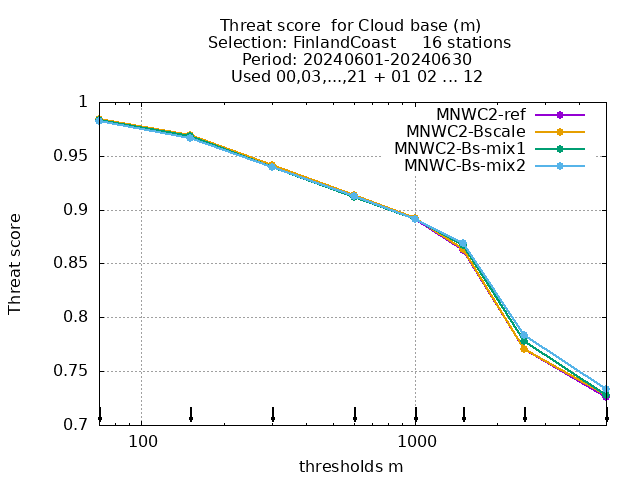 Threat score  for Cloud base (m)
Selection: FinlandCoast     16 stations
Period: 20240601-20240630
Used 00,03,...,21 + 01 02 ... 12
MNWC2-ref
MNWC2-Bscale
MNWC2-Bs-mix1
MNWC-Bs-mix2
Threat score
1
0.95
0.9
0.85
0.8
0.75
0.7
100
1000
thresholds m